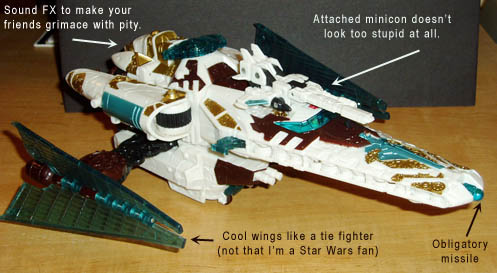 Sound FX to make your
friends grimace with pity.
Attached minicon doesn't
look too stupid at all.
Cool wings like a tie fighter
(not that I'm a Star Wars fan)
Obligatory
missile